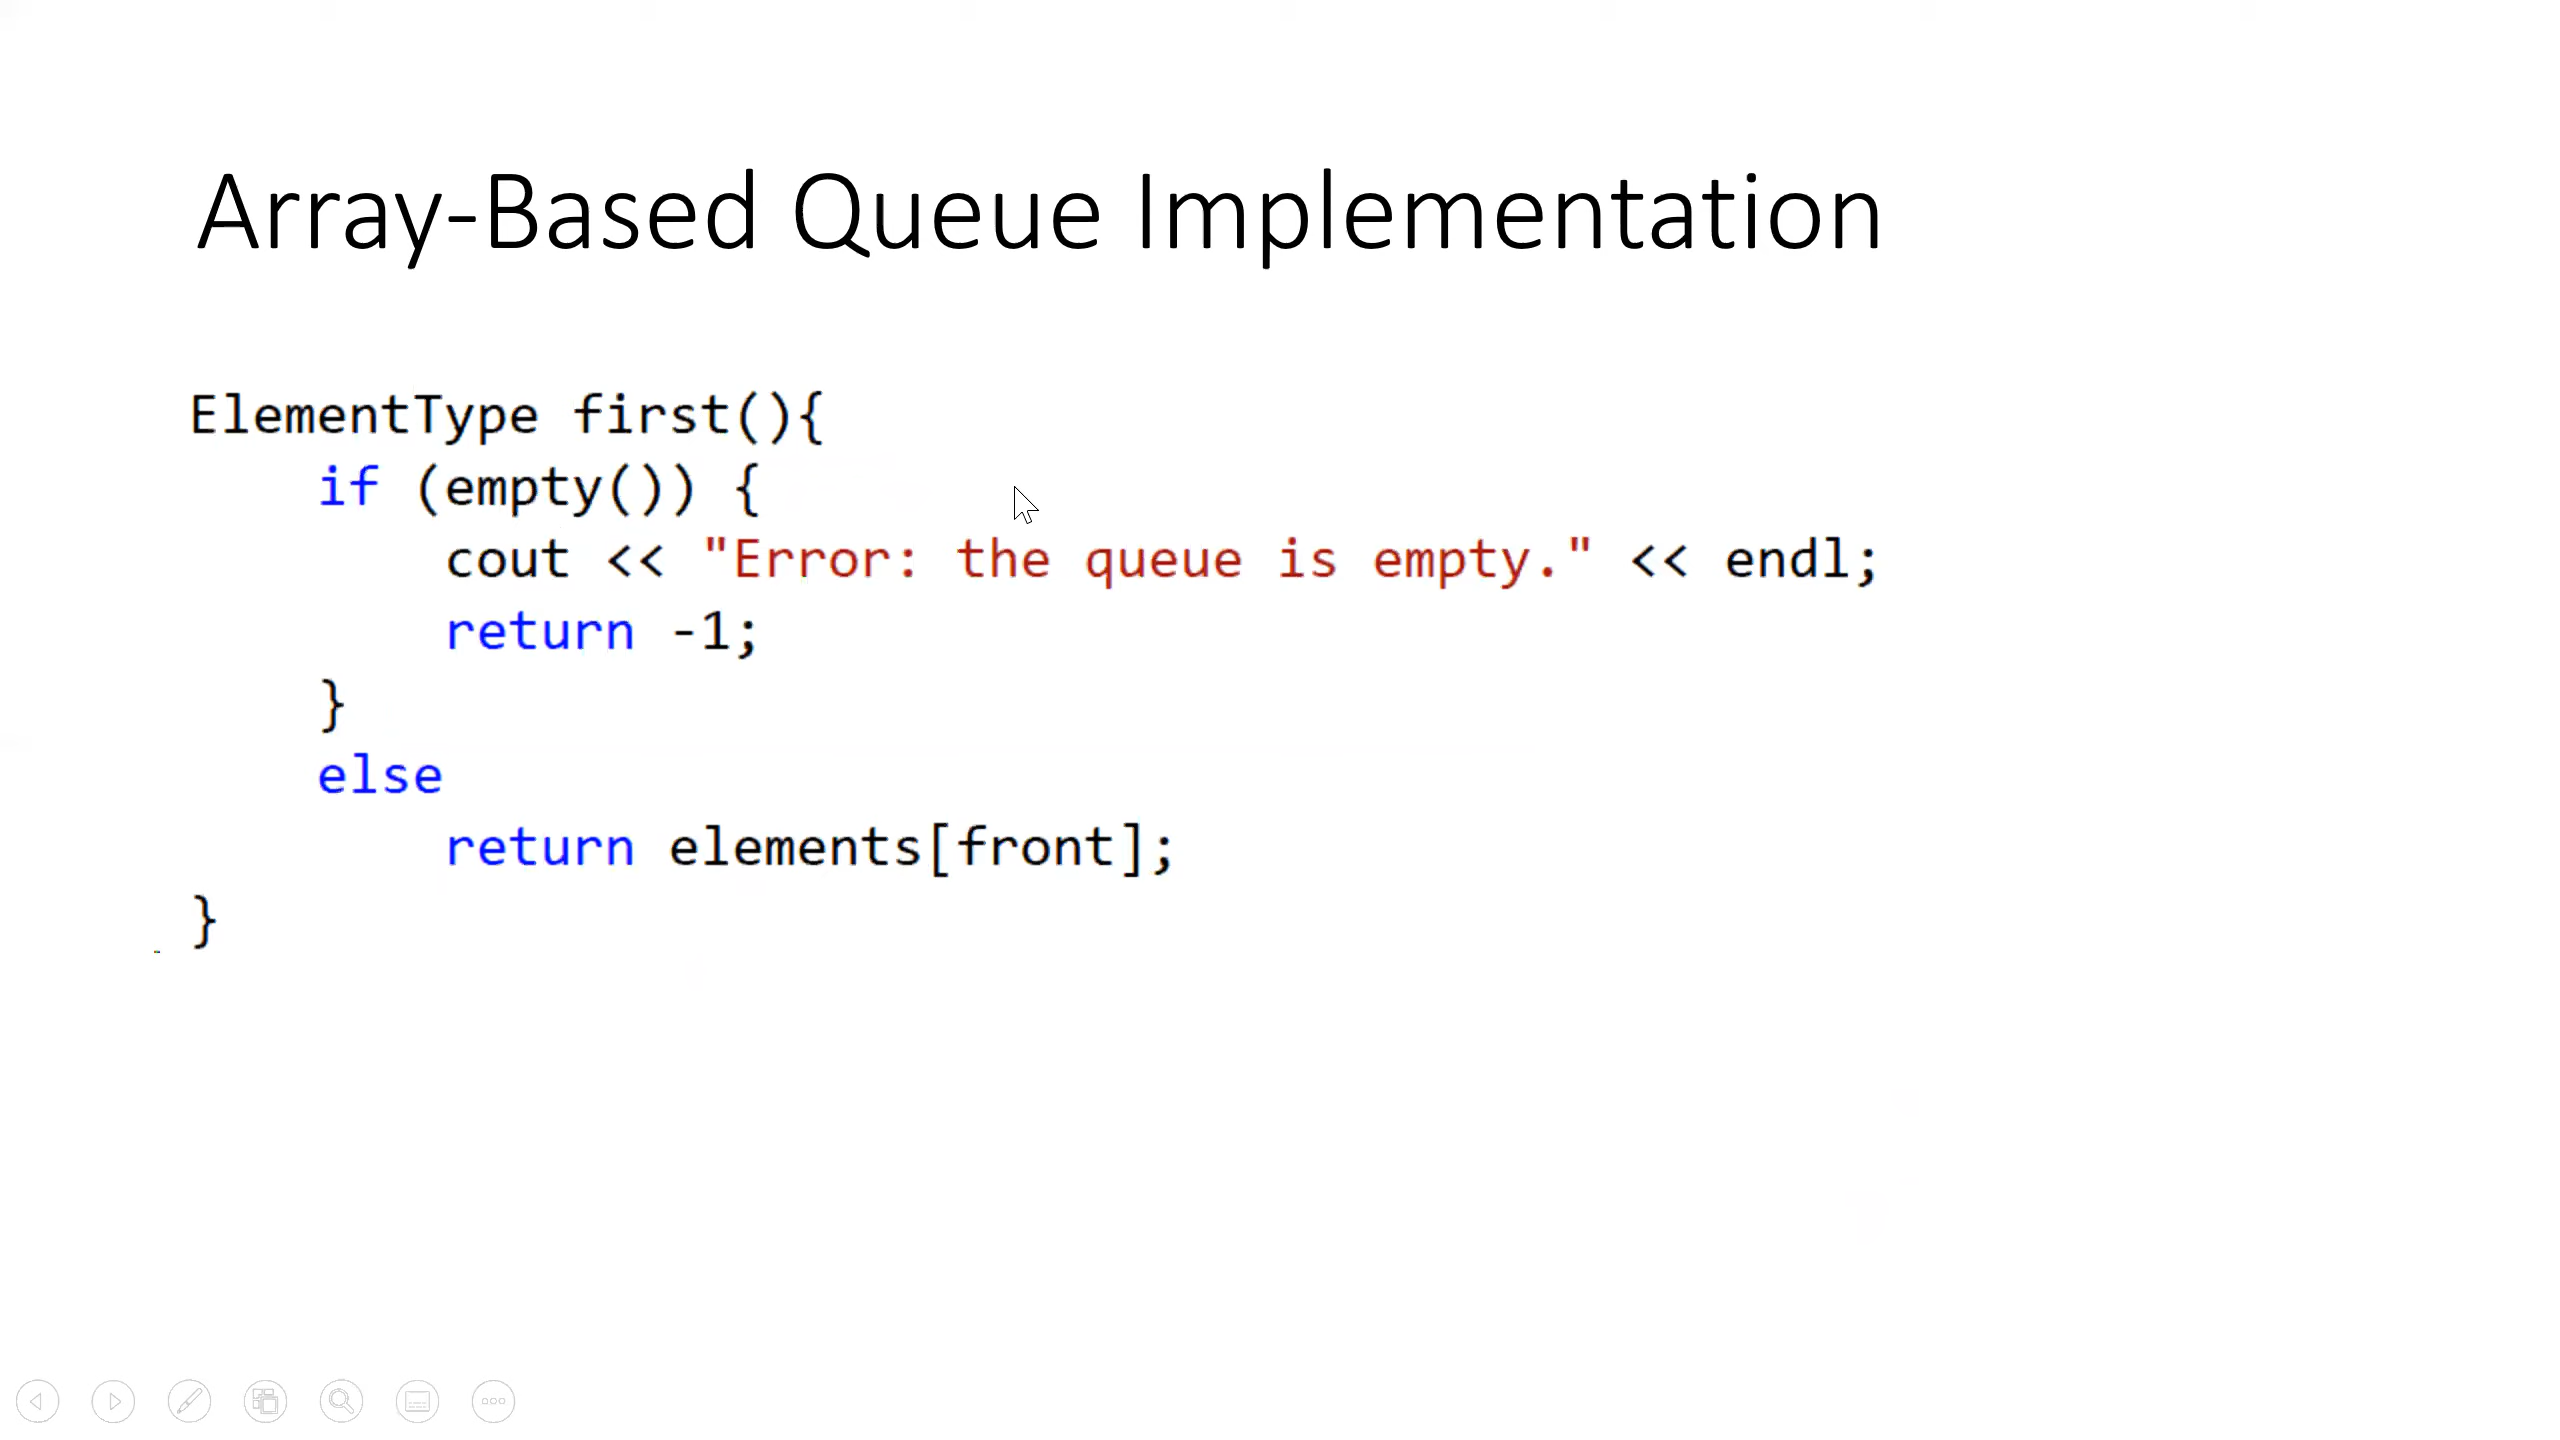 Array-Based Queue Implementation
ElementType first(){
if (empty()) {
cout << "Error: the queue is empty." << endl;
return -1;
}
else
return elements[front];
}